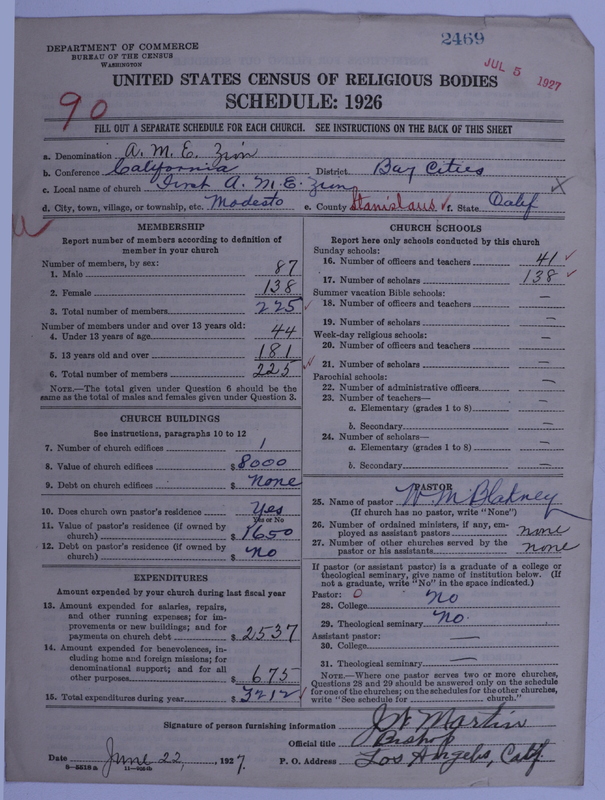 2469
DEPARTMENT OF COMMERCE
BUREAU OF THE CENSUS
WASHINGTON
JUL 5 1927
UNITED STATES CENSUS OF RELIGIOUS BODIES
SCHEDULE: 1926
90
FILL OUT A SEPARATE SCHEDULE FOR EACH CHURCH. SEE INSTRUCTIONS ON THE BACK OF THIS SHEET
a. Denomination A. M. E. Zion
b. Conference California District Bay Cities
c. Local name of church First A. M. E. Zion
d. City, town, village, or township, etc. Modesto e. County Stanislaus f. State Calif
MEMBERSHIP
Report number of members according to definition of
member in your church
Number of members, by sex:
1. Male 87
2. Female 138
3. Total number of members 225
Number of members under and over 13 years old:
4. Under 13 years of age 44
5. 13 years old and over 181
6. Total number of members 225
NOTE.—The total given under Question 6 should be the
same as the total of males and females given under Question 3.
CHURCH BUILDINGS
See instructions, paragraphs 10 to 12
7. Number of church edifices 1
8. Value of church edifices $ 8000
9. Debt on church edifices $ None
10. Does church own pastor's residence Yes
Yes or No
11. Value of pastor's residence (if owned by
church) $ 1650
12. Debt on pastor's residence (if owned by
church) $ No
EXPENDITURES
Amount expended by your church during last fiscal year
13. Amount expended for salaries, repairs,
and other running expenses; for im-
provements or new buildings; and for
payments on church debt $ 2537
14. Amount expended for benevolences, in-
cluding home and foreign missions; for
denominational support; and for all
other purposes $ 675
15. Total expenditures during year $ 3212
CHURCH SCHOOLS
Report here only schools conducted by this church
Sunday schools:
16. Number of officers and teachers 41
17. Number of scholars 138
Summer vacation Bible schools:
18. Number of officers and teachers —
19. Number of scholars —
Week-day religious schools:
20. Number of officers and teachers —
21. Number of scholars —
Parochial schools:
22. Number of administrative officers —
23. Number of teachers—
a. Elementary (grades 1 to 8) —
b. Secondary —
24. Number of scholars—
a. Elementary (grades 1 to 8) —
b. Secondary —
PASTOR
25. Name of pastor W M Blakney
(If church has no pastor, write "None")
26. Number of ordained ministers, if any, em-
ployed as assistant pastors none
27. Number of other churches served by the
pastor or his assistants none
If pastor (or assistant pastor) is a graduate of a college or
theological seminary, give name of institution below. (If
not a graduate, write "No" in the space indicated.)
Pastor: 0
28. College No
29. Theological seminary No.
Assistant pastor:
30. College —
31. Theological seminary —
NOTE.—Where one pastor serves two or more churches,
Questions 28 and 29 should be answered only on the schedule
for one of the churches; on the schedules for the other churches,
write "See schedule for church."
Signature of person furnishing information J W Martin
Official title Bishop
Date June 22, 1927. P. O. Address Los Angeles, Calif